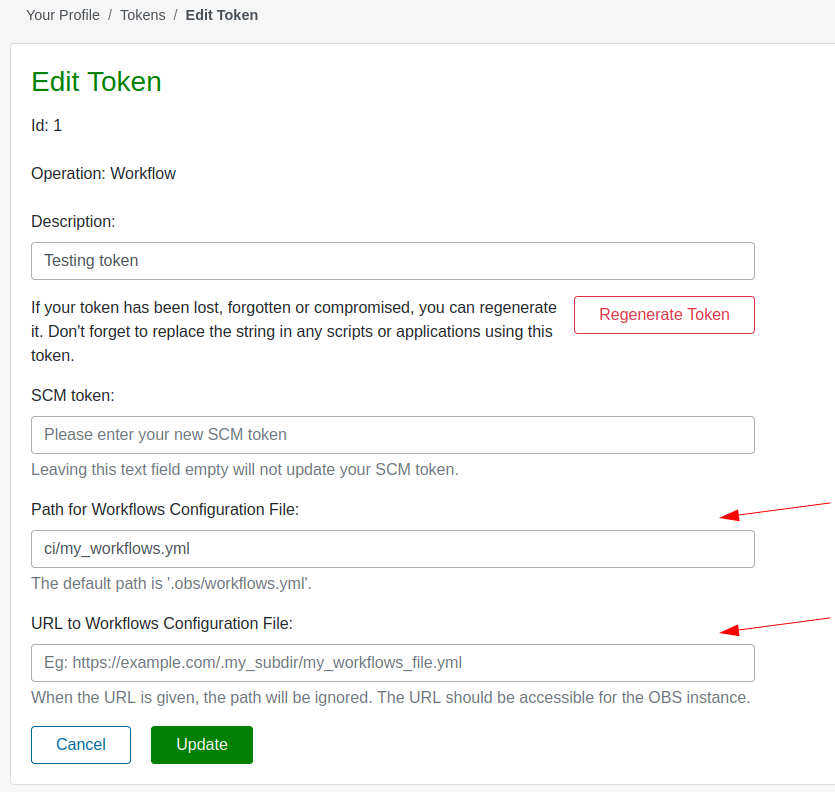 Your Profile / Tokens / Edit Token
Edit Token
Id: 1
Operation: Workflow
Description:
Testing token
If your token has been lost, forgotten or compromised, you can regenerate
it. Don't forget to replace the string in any scripts or applications using this
token.
Regenerate Token
SCM token:
Please enter your new SCM token
Leaving this text field empty will not update your SCM token.
Path for Workflows Configuration File:
ci/my_workflows.yml
The default path is '.obs/workflows.yml'.
URL to Workflows Configuration File:
Eg: https://example.com/.my_subdir/my_workflows_file.yml
When the URL is given, the path will be ignored. The URL should be accessible for the OBS instance.
Cancel Update